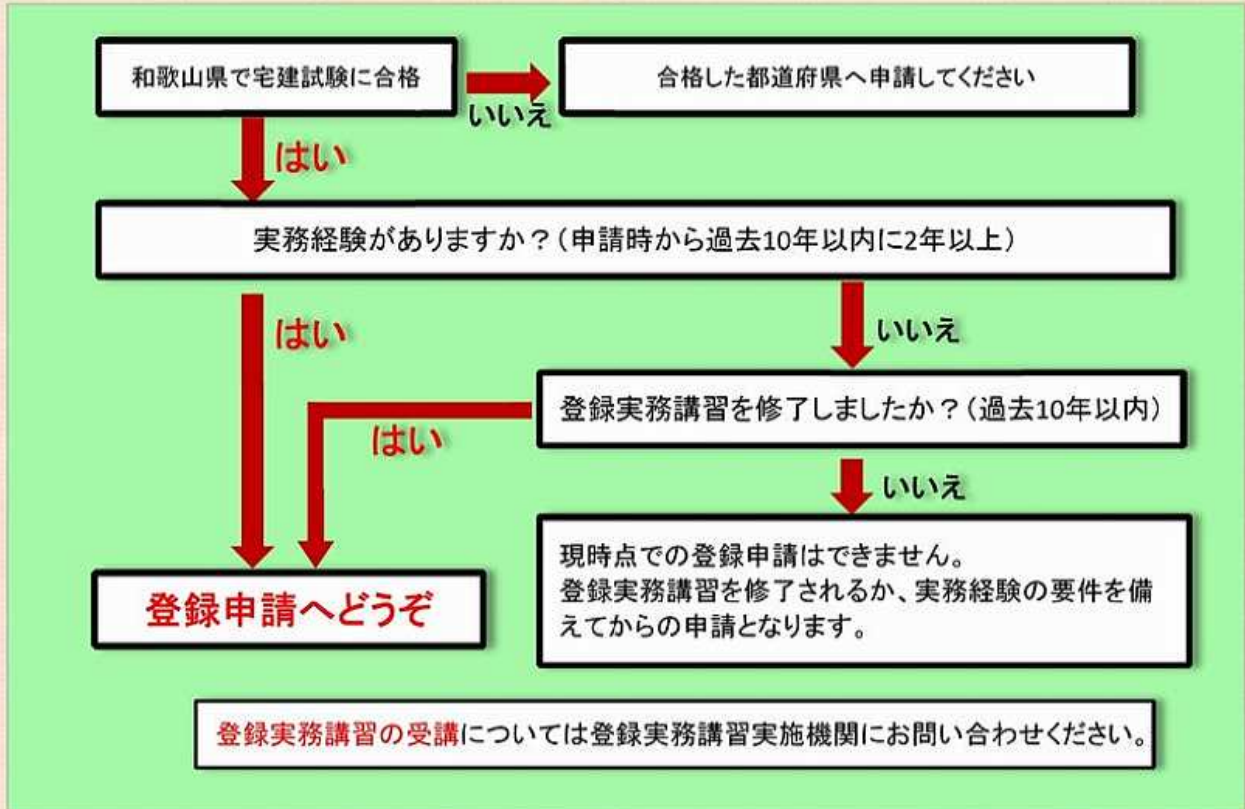 和歌山県で宅建試験に合格
合格した都道府県へ申請してください
いいえ
はい
実務経験がありますか？（申請時から過去10年以内に2年以上）
はい
いいえ
登録実務講習を修了しましたか？（過去10年以内）
はい
いいえ
現時点での登録申請はできません。
登録実務講習を修了されるか、実務経験の要件を備
えてからの申請となります。
登録申請へどうぞ
登録実務講習の受講については登録実務講習実施機関にお問い合わせください。